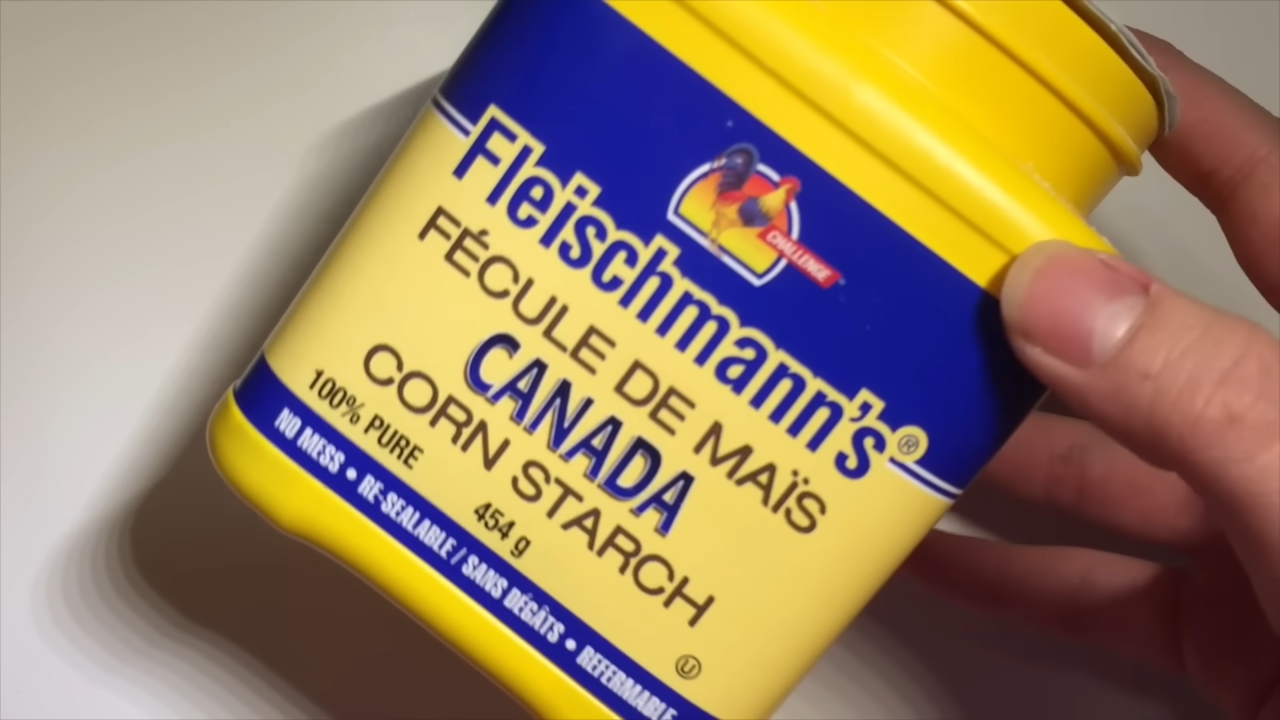 CHALLENGE
Fleischmann's®
FÉCULE DE MAÏS
CANADA
CORN STARCH
100% PURE
454 g
NO MESS • RE-SEALABLE / SANS DÉGÂTS • REFERMABLE
U